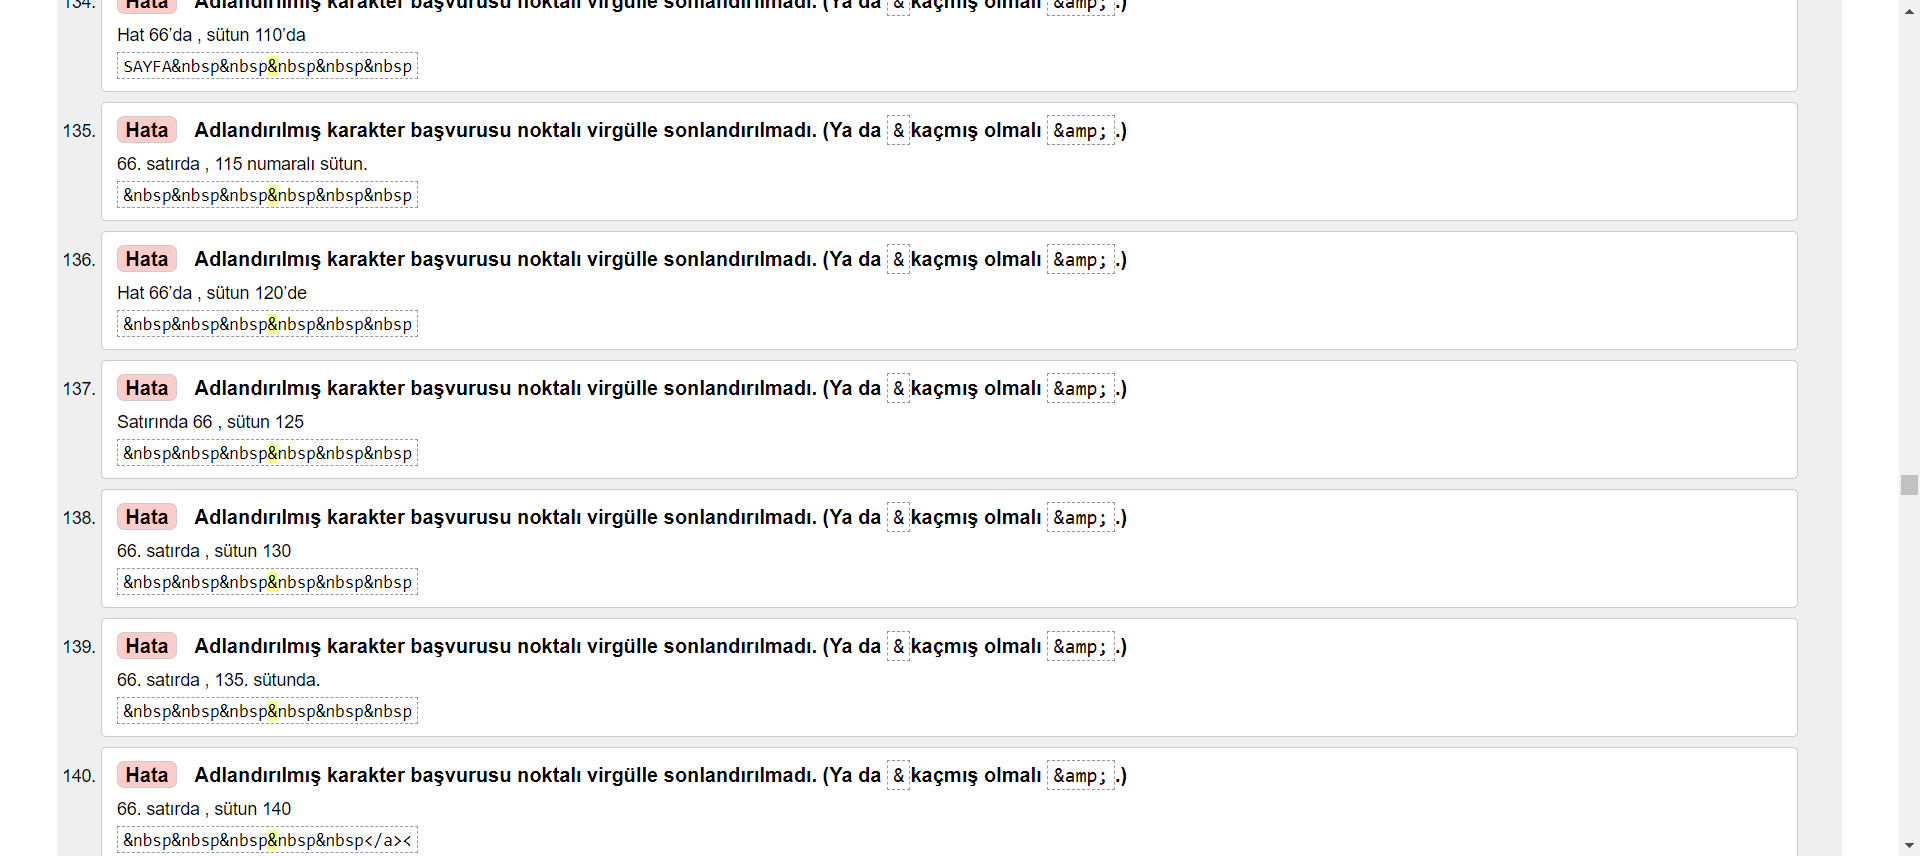 134. Hata Adlandırılmış karakter başvurusu noktalı virgülle sonlandırılmadı. (Ya da & kaçmış olmalı &amp; .)
Hat 66’da , sütun 110’da
SAYFA&nbsp&nbsp&nbsp&nbsp&nbsp
135. Hata Adlandırılmış karakter başvurusu noktalı virgülle sonlandırılmadı. (Ya da & kaçmış olmalı &amp; .)
66. satırda , 115 numaralı sütun.
&nbsp&nbsp&nbsp&nbsp&nbsp&nbsp
136. Hata Adlandırılmış karakter başvurusu noktalı virgülle sonlandırılmadı. (Ya da & kaçmış olmalı &amp; .)
Hat 66’da , sütun 120’de
&nbsp&nbsp&nbsp&nbsp&nbsp&nbsp
137. Hata Adlandırılmış karakter başvurusu noktalı virgülle sonlandırılmadı. (Ya da & kaçmış olmalı &amp; .)
Satırında 66 , sütun 125
&nbsp&nbsp&nbsp&nbsp&nbsp&nbsp
138. Hata Adlandırılmış karakter başvurusu noktalı virgülle sonlandırılmadı. (Ya da & kaçmış olmalı &amp; .)
66. satırda , sütun 130
&nbsp&nbsp&nbsp&nbsp&nbsp&nbsp
139. Hata Adlandırılmış karakter başvurusu noktalı virgülle sonlandırılmadı. (Ya da & kaçmış olmalı &amp; .)
66. satırda , 135. sütunda.
&nbsp&nbsp&nbsp&nbsp&nbsp&nbsp
140. Hata Adlandırılmış karakter başvurusu noktalı virgülle sonlandırılmadı. (Ya da & kaçmış olmalı &amp; .)
66. satırda , sütun 140
&nbsp&nbsp&nbsp&nbsp&nbsp</a><